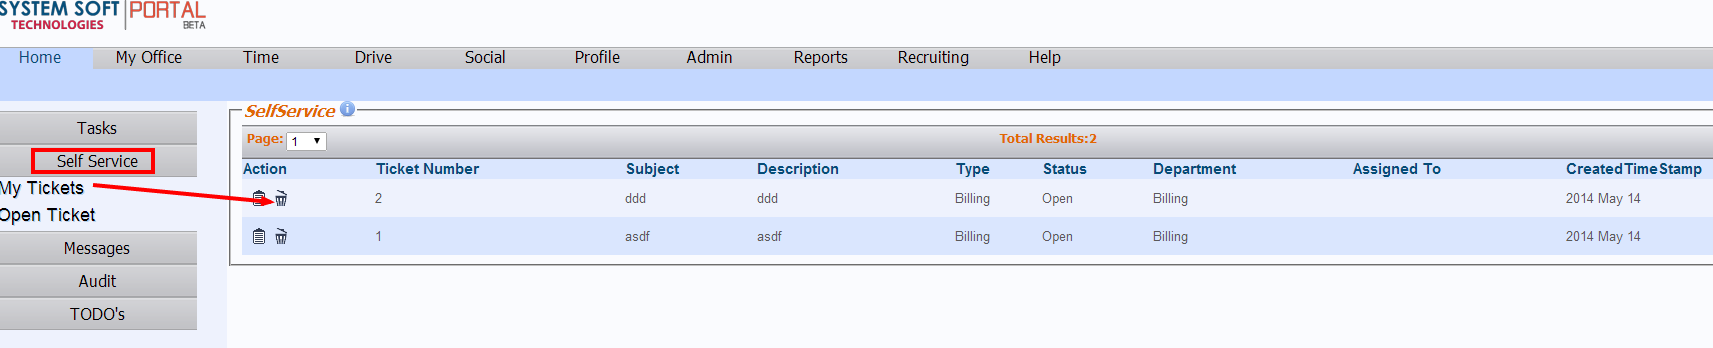 SYSTEM SOFT PORTAL
TECHNOLOGIES BETA
Home My Office Time Drive Social Profile Admin Reports Recruiting Help
SelfService
Tasks
Self Service
My Tickets
Open Ticket
Messages
Audit
TODO's
Page: 1 Total Results:2
Action Ticket Number Subject Description Type Status Department Assigned To CreatedTimeStamp
2 ddd ddd Billing Open Billing 2014 May 14
1 asdf asdf Billing Open Billing 2014 May 14